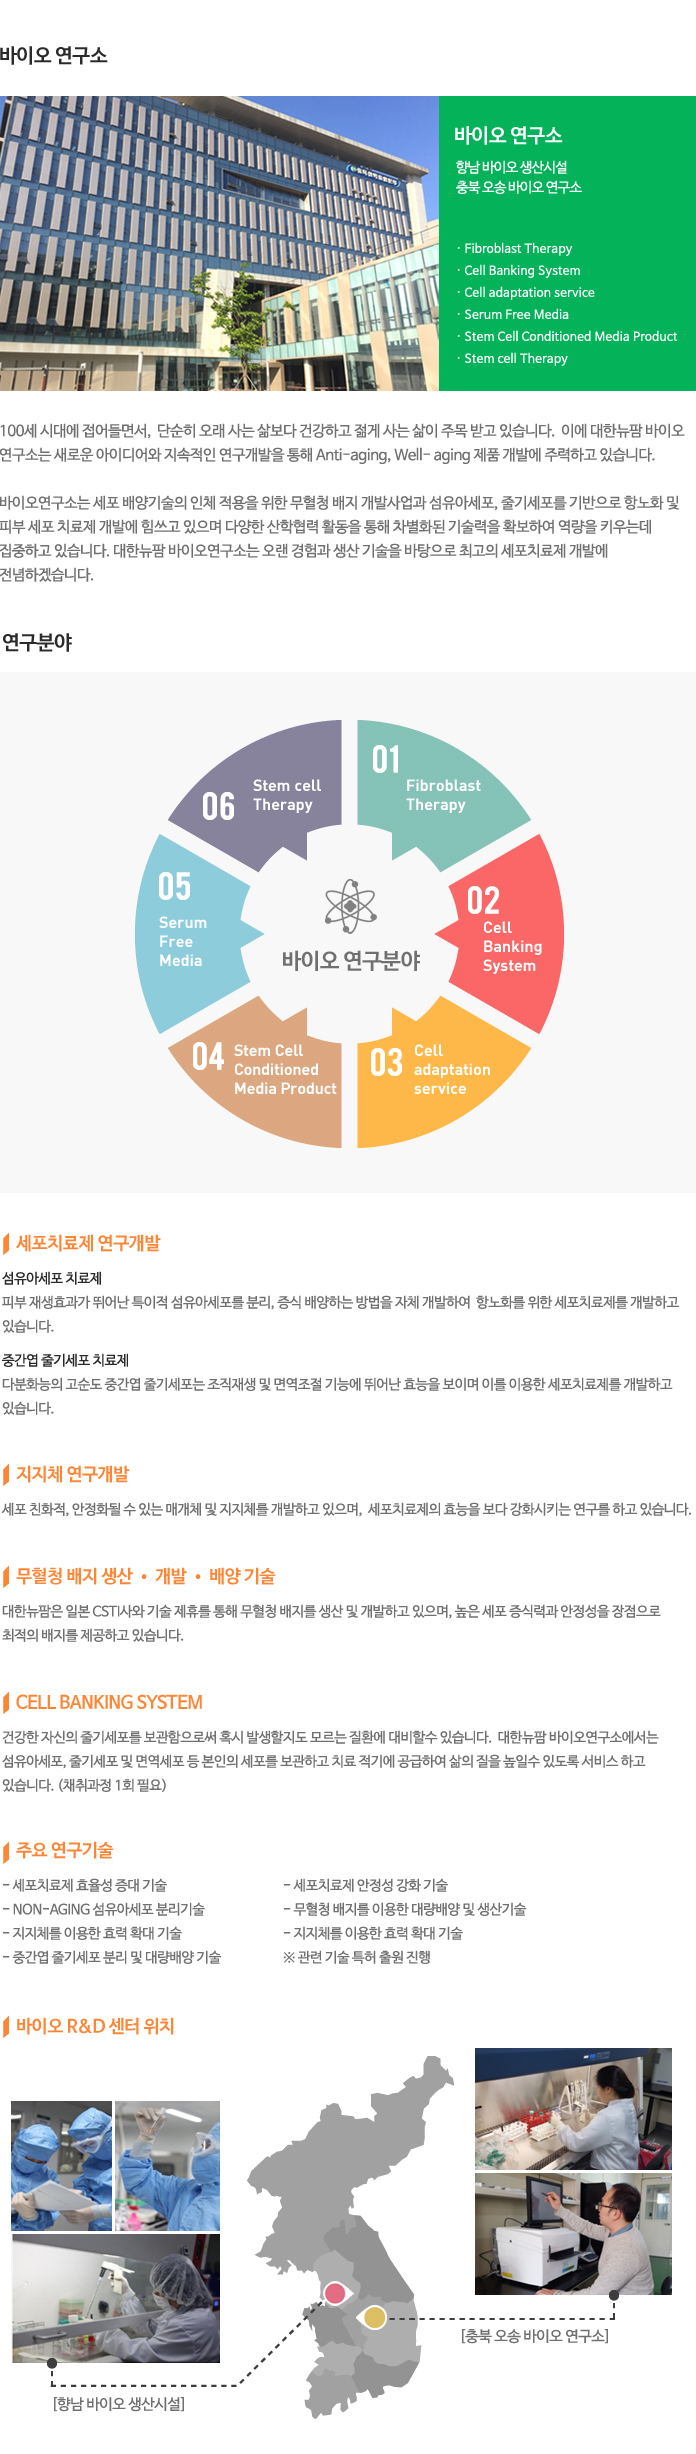 바이오 연구소
바이오 연구소
향남 바이오 생산시설
충북 오송 바이오 연구소
· Fibroblast Therapy
· Cell Banking System
· Cell adaptation service
· Serum Free Media
· Stem Cell Conditioned Media Product
· Stem cell Therapy
100세 시대에 접어들면서, 단순히 오래 사는 삶보다 건강하고 젊게 사는 삶이 주목 받고 있습니다. 이에 대한뉴팜 바이오
연구소는 새로운 아이디어와 지속적인 연구개발을 통해 Anti-aging, Well- aging 제품 개발에 주력하고 있습니다.
바이오연구소는 세포 배양기술의 인체 적용을 위한 무혈청 배지 개발사업과 섬유아세포, 줄기세포를 기반으로 항노화 및
피부 세포 치료제 개발에 힘쓰고 있으며 다양한 산학협력 활동을 통해 차별화된 기술력을 확보하여 역량을 키우는데
집중하고 있습니다. 대한뉴팜 바이오연구소는 오랜 경험과 생산 기술을 바탕으로 최고의 세포치료제 개발에
전념하겠습니다.
연구분야
01
Fibroblast
Therapy
02
Cell
Banking
System
03
Cell
adaptation
service
04
Stem Cell
Conditioned
Media Product
05
Serum
Free
Media
06
Stem cell
Therapy
바이오 연구분야
세포치료제 연구개발
섬유아세포 치료제
피부 재생효과가 뛰어난 특이적 섬유아세포를 분리, 증식 배양하는 방법을 자체 개발하여 항노화를 위한 세포치료제를 개발하고
있습니다.
중간엽 줄기세포 치료제
다분화능의 고순도 중간엽 줄기세포는 조직재생 및 면역조절 기능에 뛰어난 효능을 보이며 이를 이용한 세포치료제를 개발하고
있습니다.
지지체 연구개발
세포 친화적, 안정화될 수 있는 매개체 및 지지체를 개발하고 있으며, 세포치료제의 효능을 보다 강화시키는 연구를 하고 있습니다.
무혈청 배지 생산 • 개발 • 배양 기술
대한뉴팜은 일본 CSTI사와 기술 제휴를 통해 무혈청 배지를 생산 및 개발하고 있으며, 높은 세포 증식력과 안정성을 장점으로
최적의 배지를 제공하고 있습니다.
CELL BANKING SYSTEM
건강한 자신의 줄기세포를 보관함으로써 혹시 발생할지도 모르는 질환에 대비할수 있습니다. 대한뉴팜 바이오연구소에서는
섬유아세포, 줄기세포 및 면역세포 등 본인의 세포를 보관하고 치료 적기에 공급하여 삶의 질을 높일수 있도록 서비스 하고
있습니다. (채취과정 1회 필요)
주요 연구기술
- 세포치료제 효율성 증대 기술
- NON-AGING 섬유아세포 분리기술
- 지지체를 이용한 효력 확대 기술
- 중간엽 줄기세포 분리 및 대량배양 기술
- 세포치료제 안정성 강화 기술
- 무혈청 배지를 이용한 대량배양 및 생산기술
- 지지체를 이용한 효력 확대 기술
※ 관련 기술 특허 출원 진행
바이오 R&D 센터 위치
[충북 오송 바이오 연구소]
[향남 바이오 생산시설]